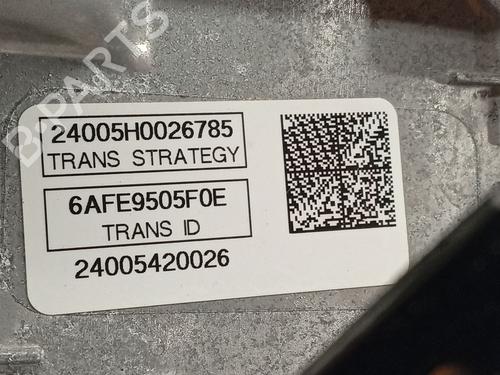 B-PARTS
24005H0026785
TRANS STRATEGY
6AFE9505F0E
TRANS ID
24005420026